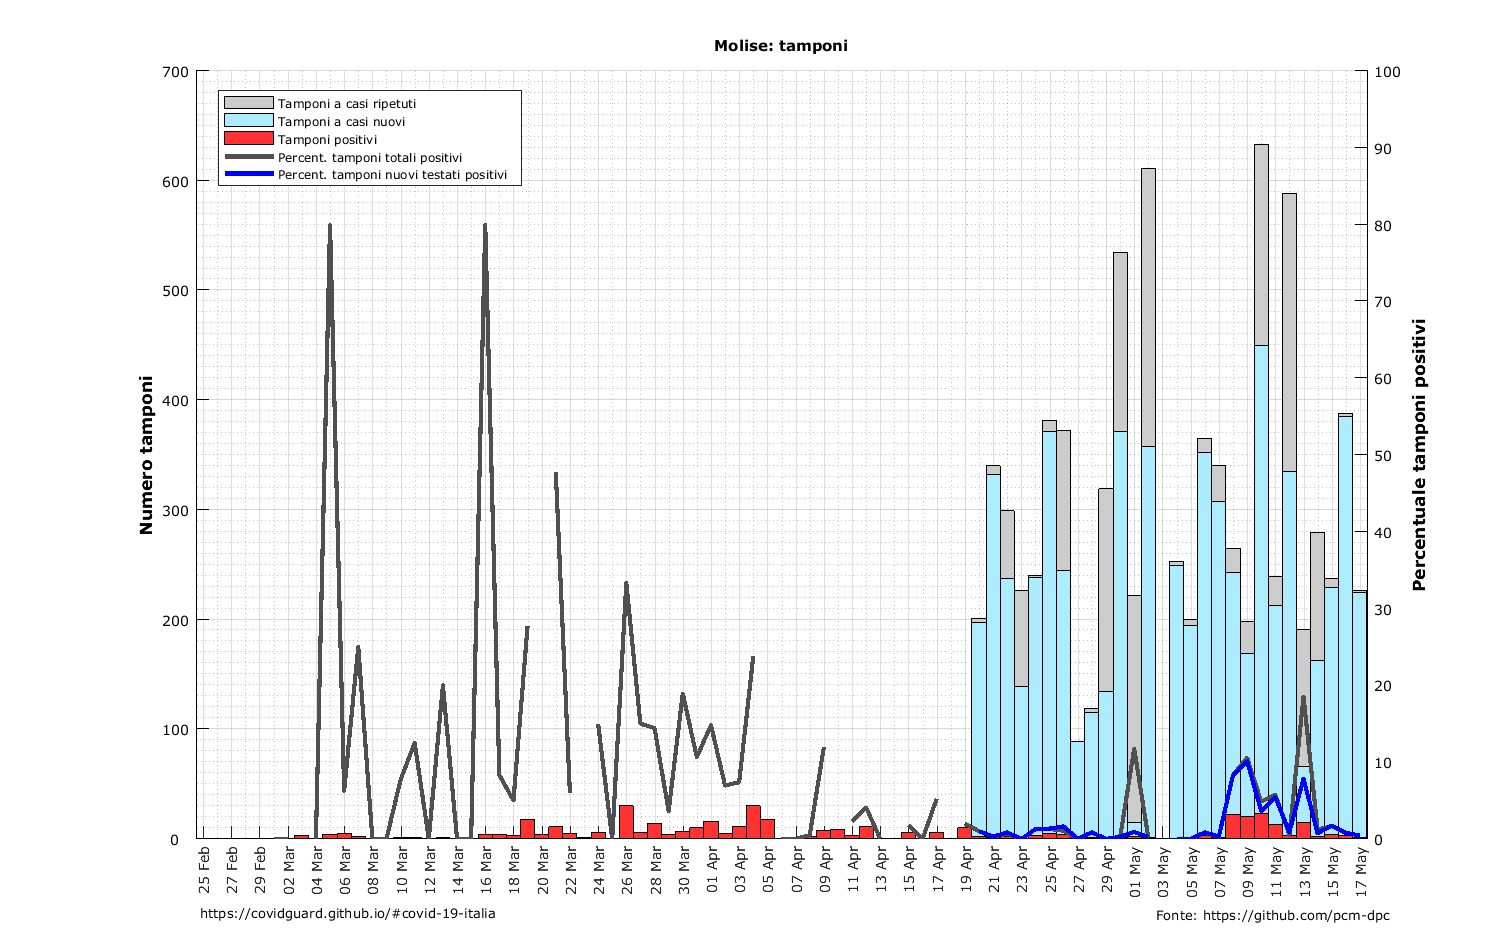 Molise: tamponi
Tamponi a casi ripetuti
Tamponi a casi nuovi
Tamponi positivi
Percent. tamponi totali positivi
Percent. tamponi nuovi testati positivi
Numero tamponi
700
600
500
400
300
200
100
0
Percentuale tamponi positivi
100
90
80
70
60
50
40
30
20
10
0
25 Feb
27 Feb
29 Feb
02 Mar
04 Mar
06 Mar
08 Mar
10 Mar
12 Mar
14 Mar
16 Mar
18 Mar
20 Mar
22 Mar
24 Mar
26 Mar
28 Mar
30 Mar
01 Apr
03 Apr
05 Apr
07 Apr
09 Apr
11 Apr
13 Apr
15 Apr
17 Apr
19 Apr
21 Apr
23 Apr
25 Apr
27 Apr
29 Apr
01 May
03 May
05 May
07 May
09 May
11 May
13 May
15 May
17 May
https://covidguard.github.io/#covid-19-italia
Fonte: https://github.com/pcm-dpc